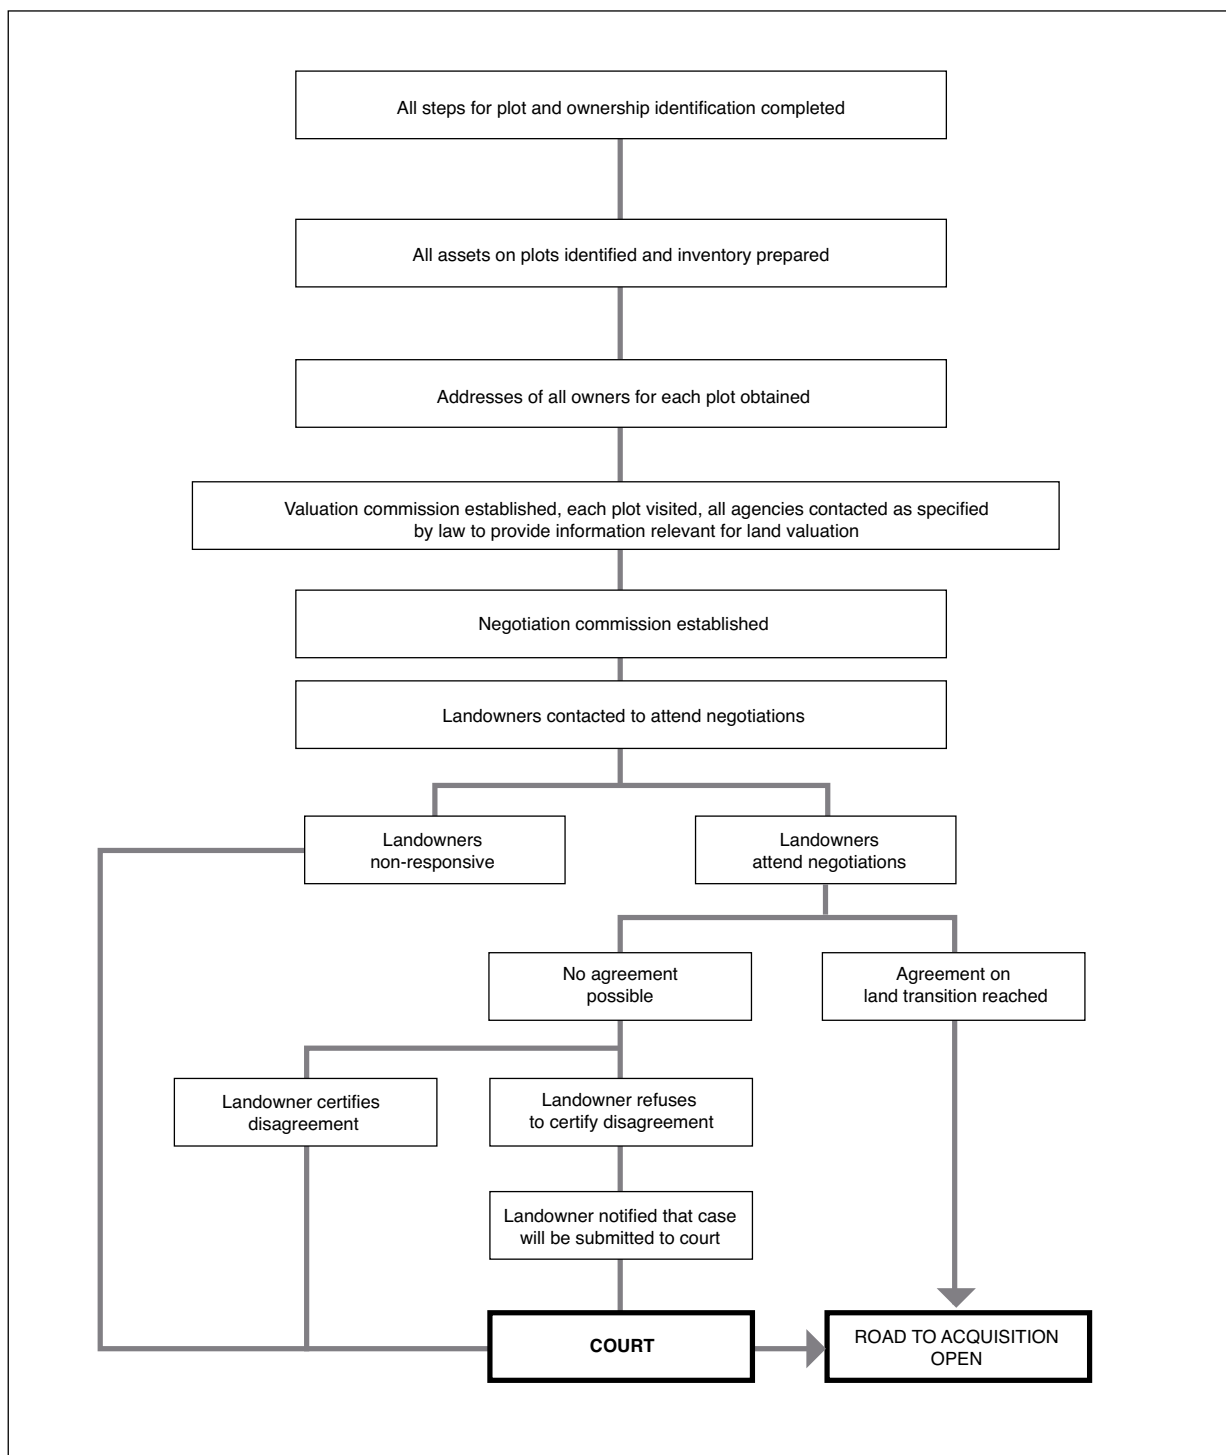 All steps for plot and ownership identification completed
All assets on plots identified and inventory prepared
Addresses of all owners for each plot obtained
Valuation commission established, each plot visited, all agencies contacted as specified
by law to provide information relevant for land valuation
Negotiation commission established
Landowners contacted to attend negotiations
Landowners
non-responsive
Landowners
attend negotiations
No agreement
possible
Agreement on
land transition reached
Landowner certifies
disagreement
Landowner refuses
to certify disagreement
Landowner notified that case
will be submitted to court
COURT
ROAD TO ACQUISITION
OPEN